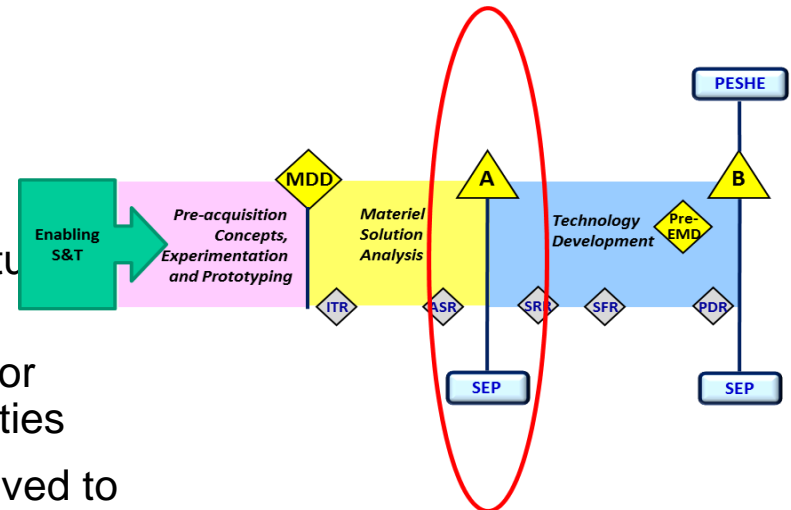 PESHE
MDD
A
B
Enabling
S&T
Pre-acquisition
Concepts,
Experimentation
and Prototyping
Materiel
Solution
Analysis
Technology
Development
Pre-
EMD
ITR
ASR
SRR
SFR
PDR
SEP
SEP
or
ties
ved to